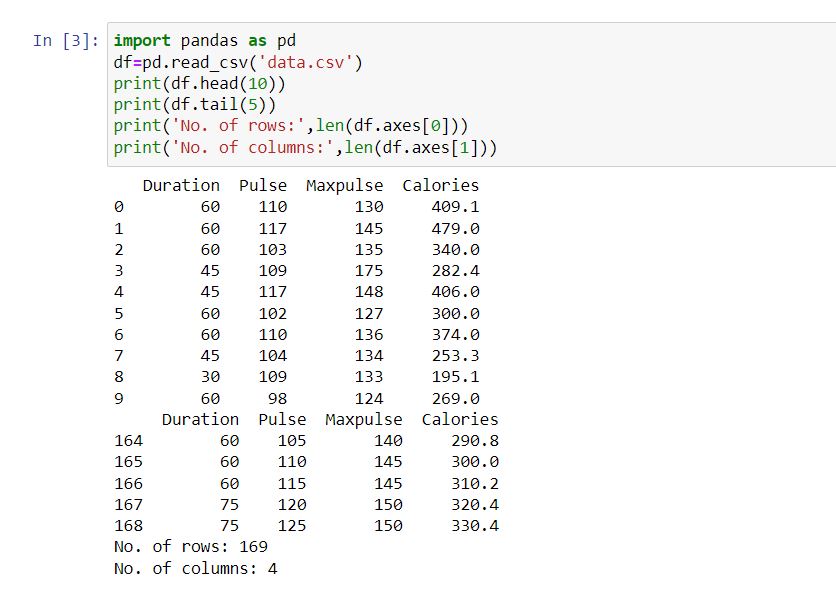 In [3]: import pandas as pd
df=pd.read_csv('data.csv')
print(df.head(10))
print(df.tail(5))
print('No. of rows:',len(df.axes[0]))
print('No. of columns:',len(df.axes[1]))
   Duration  Pulse  Maxpulse  Calories
0        60    110       130     409.1
1        60    117       145     479.0
2        60    103       135     340.0
3        45    109       175     282.4
4        45    117       148     406.0
5        60    102       127     300.0
6        60    110       136     374.0
7        45    104       134     253.3
8        30    109       133     195.1
9        60     98       124     269.0
     Duration  Pulse  Maxpulse  Calories
164        60    105       140     290.8
165        60    110       145     300.0
166        60    115       145     310.2
167        75    120       150     320.4
168        75    125       150     330.4
No. of rows: 169
No. of columns: 4